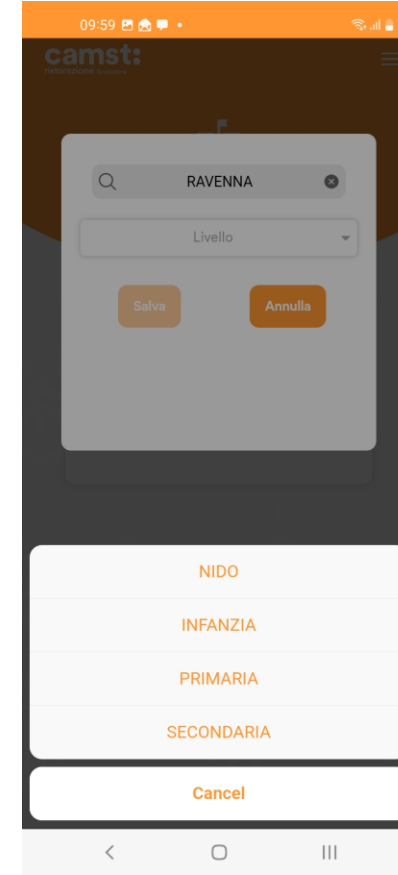 09:59
camst:
ristorazione
RAVENNA
Livello
Salva
Annulla
NIDO
INFANZIA
PRIMARIA
SECONDARIA
Cancel